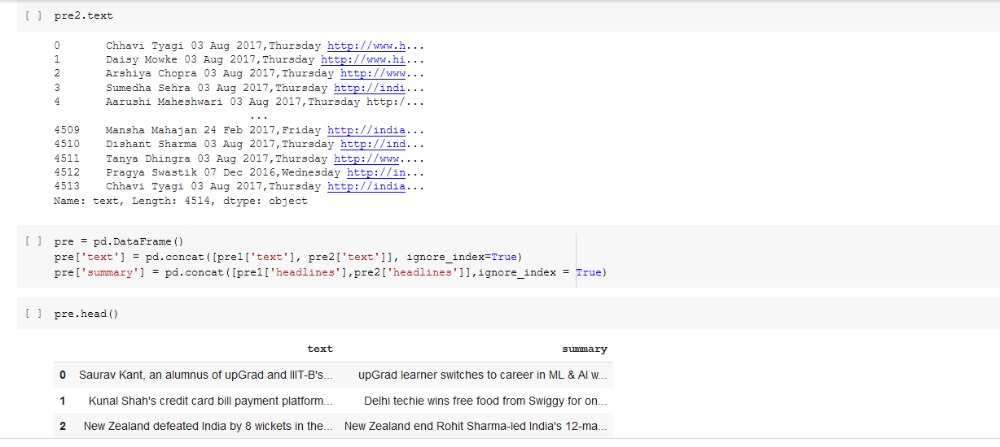 [ ] pre2.text
0 Chhavi Tyagi 03 Aug 2017,Thursday http://www.h...
1 Daisy Mowke 03 Aug 2017,Thursday http://www.hi...
2 Arshiya Chopra 03 Aug 2017,Thursday http://www...
3 Sumedha Sehra 03 Aug 2017,Thursday http://indi...
4 Aarushi Maheshwari 03 Aug 2017,Thursday http:/...
...
4509 Mansha Mahajan 24 Feb 2017,Friday http://india...
4510 Dishant Sharma 03 Aug 2017,Thursday http://ind...
4511 Tanya Dhingra 03 Aug 2017,Thursday http://www....
4512 Pragya Swastik 07 Dec 2016,Wednesday http://in...
4513 Chhavi Tyagi 03 Aug 2017,Thursday http://india...
Name: text, Length: 4514, dtype: object
[ ] pre = pd.DataFrame()
pre['text'] = pd.concat([pre1['text'], pre2['text']], ignore_index=True)
pre['summary'] = pd.concat([pre1['headlines'],pre2['headlines']],ignore_index = True)
[ ] pre.head()
text summary
0 Saurav Kant, an alumnus of upGrad and IIIT-B's... upGrad learner switches to career in ML & Al w...
1 Kunal Shah's credit card bill payment platform... Delhi techie wins free food from Swiggy for on...
2 New Zealand defeated India by 8 wickets in the... New Zealand end Rohit Sharma-led India's 12-ma...